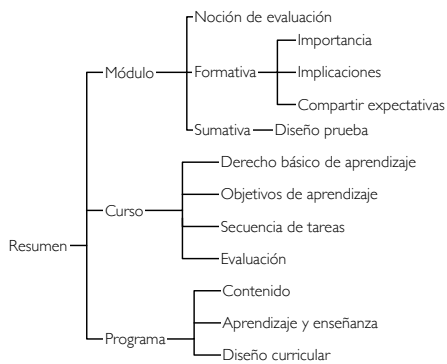 Noción de evaluación
Importancia
Módulo
Formativa
Implicaciones
Compartir expectativas
Sumativa
Diseño prueba
Derecho básico de aprendizaje
Objetivos de aprendizaje
Curso
Secuencia de tareas
Evaluación
Resumen
Contenido
Aprendizaje y enseñanza
Programa
Diseño curricular